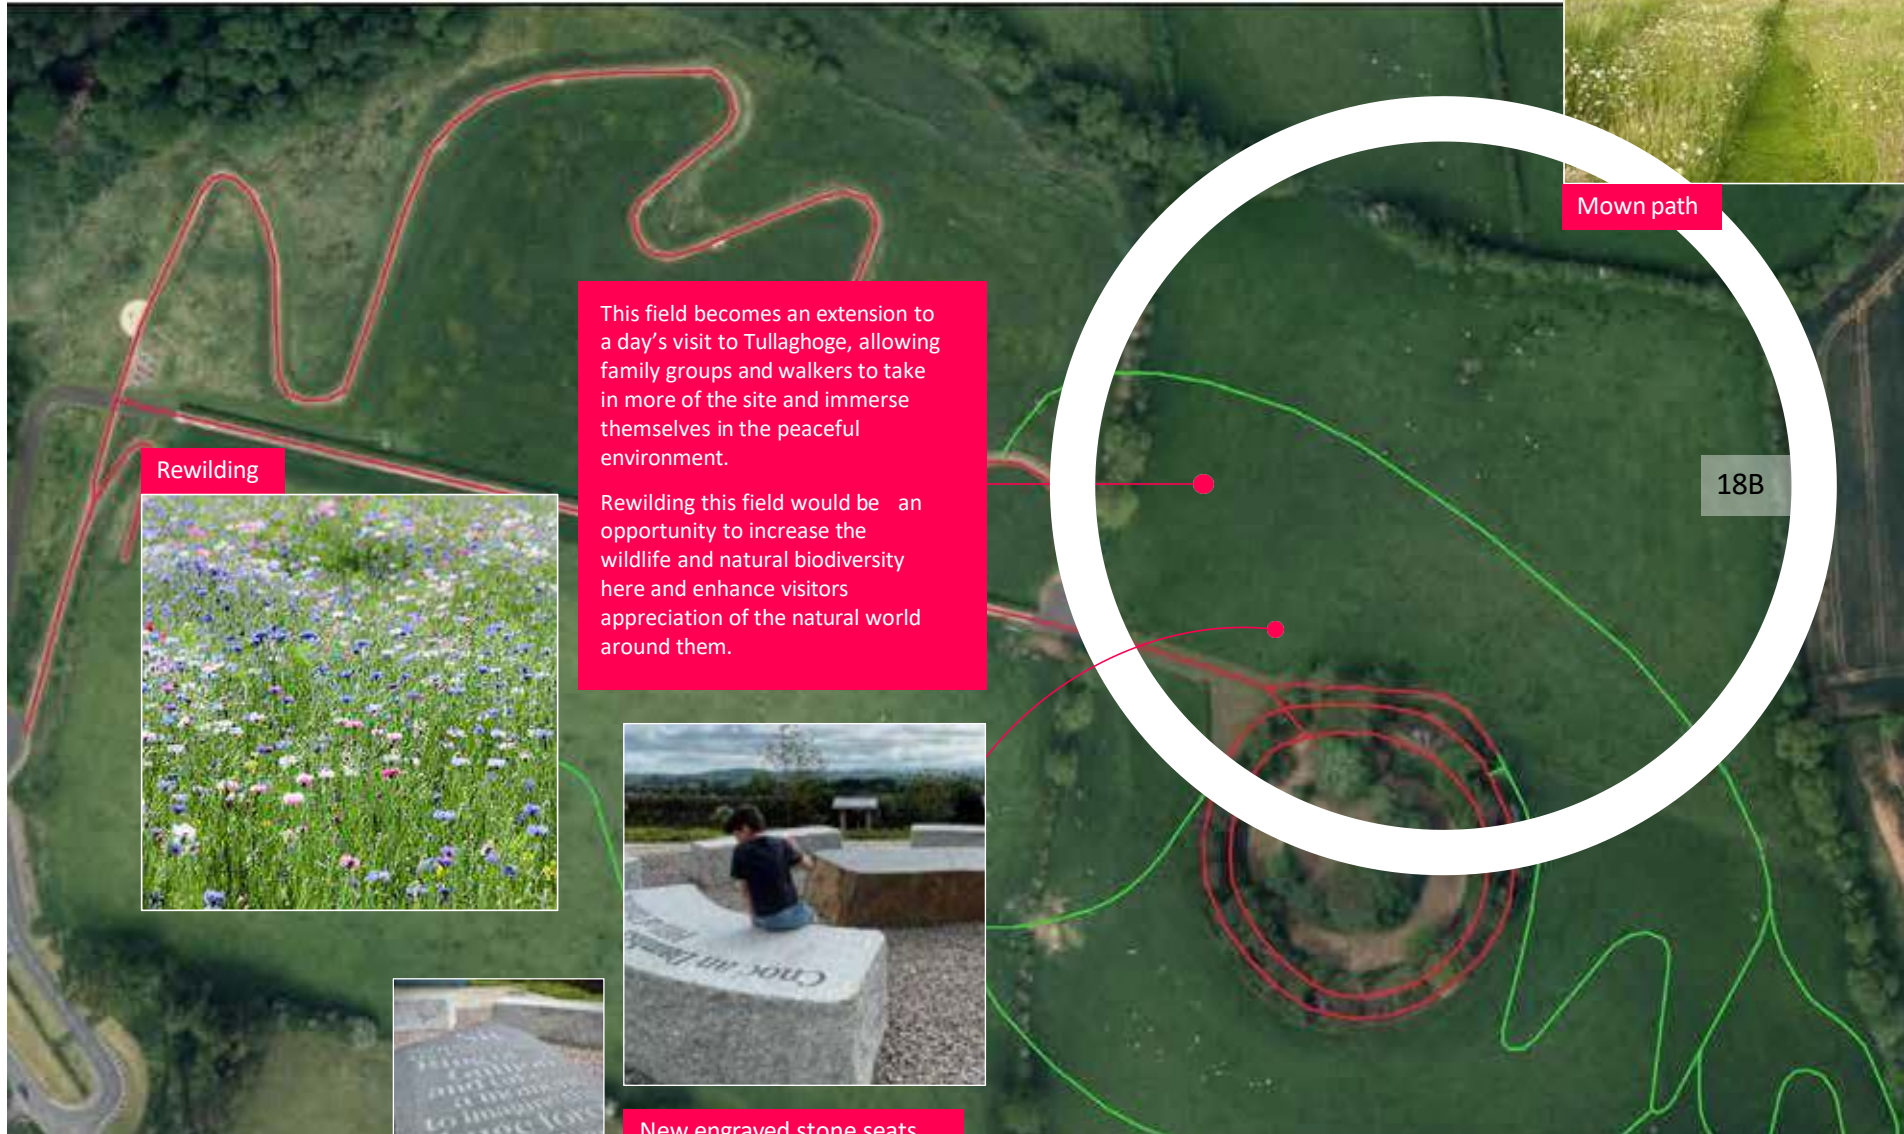 Mown path
This field becomes an extension to
a day's visit to Tullaghoge, allowing
family groups and walkers to take
in more of the site and immerse
themselves in the peaceful
environment.
Rewilding this field would be an
opportunity to increase the
wildlife and natural biodiversity
here and enhance visitors
appreciation of the natural world
around them.
Rewilding
18B
Cnoc an
New engraved stone seats